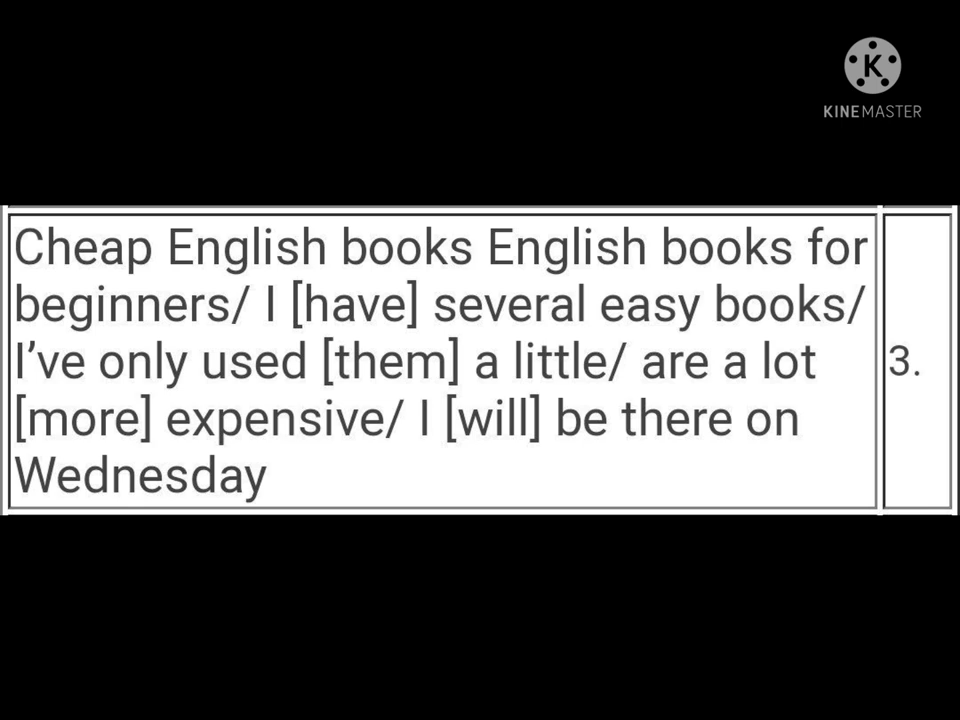 K
KINEMASTER
Cheap English books English books for
beginners/ I [have] several easy books/
I've only used [them] a little/ are a lot
[more] expensive/ I [will] be there on
Wednesday
3.